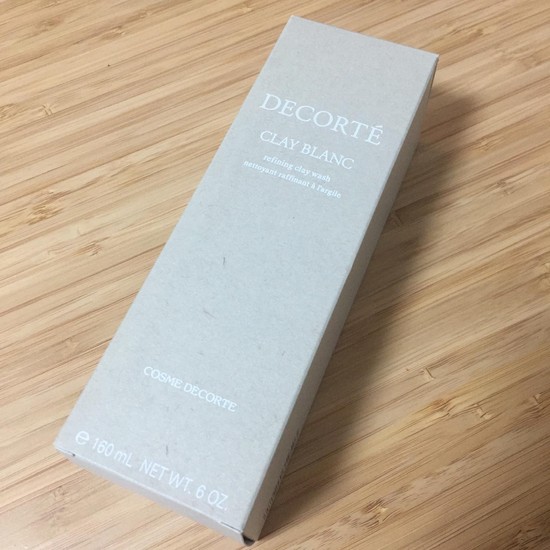 DECORTÉ
CLAY BLANC
refining clay wash
nettoyant raffinant à l'argile
COSME DECORTE
℮ 160 mL NET WT. 6 OZ.